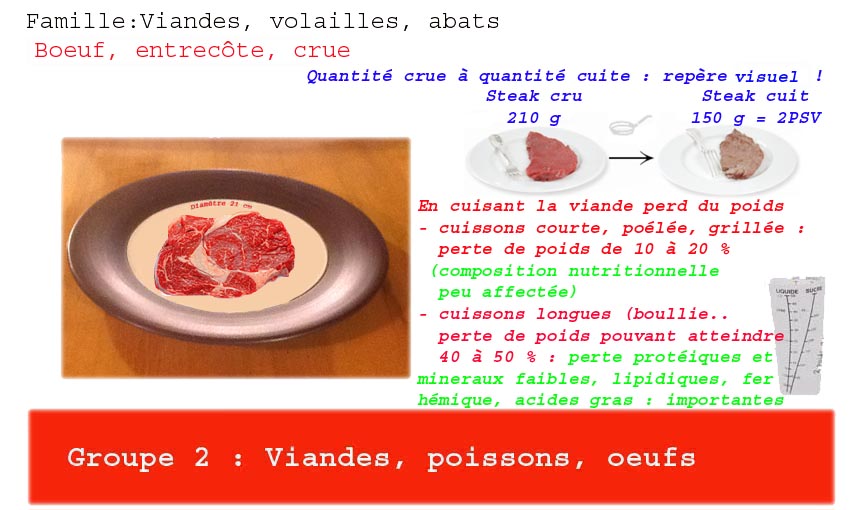 Famille:Viandes, volailles, abats
Boeuf, entrecôte, crue
Quantité crue à quantité cuite : repère visuel !
Steak cru
210 g
Steak cuit
150 g = 2PSV
Diamètre 21 cm
En cuisant la viande perd du poids
- cuissons courte, poélée, grillée :
perte de poids de 10 à 20 %
(composition nutritionnelle
peu affectée)
- cuissons longues (boullie..
perte de poids pouvant atteindre
40 à 50 % : perte protéiques et
mineraux faibles, lipidiques, fer
hémique, acides gras : importantes
LIQUIDE SUCRE
Groupe 2 : Viandes, poissons, oeufs